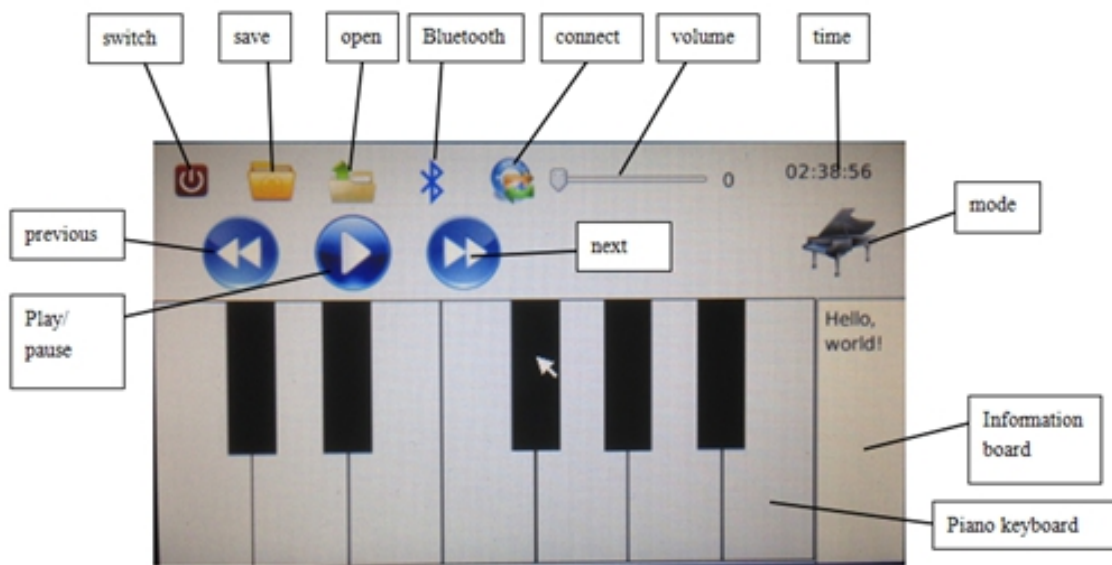 switch
save
open
Bluetooth
connect
volume
time
0
02:38:56
mode
previous
next
Play/
pause
Hello,
world!
Information
board
Piano keyboard